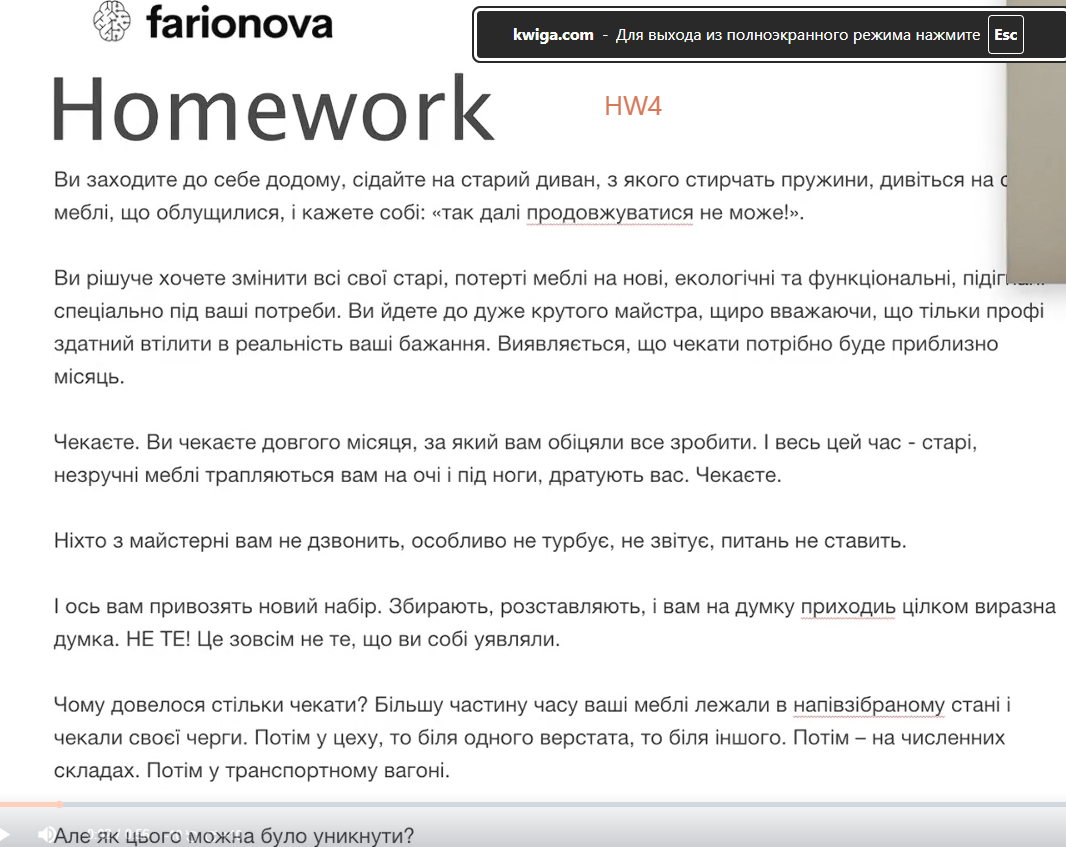 farionova
kwiga.com - Для выхода из полноэкранного режима нажмите Esc
Homework
HW4
Ви заходите до себе додому, сідайте на старий диван, з якого стирчать пружини, дивіться на
меблі, що облущилися, і кажете собі: «так далі продовжуватися не може!».
Ви рішуче хочете змінити всі свої старі, потерті меблі на нові, екологічні та функціональні,
спеціально під ваші потреби. Ви йдете до дуже крутого майстра, щиро вважаючи, що тільки профі
здатний втілити в реальність ваші бажання. Виявляється, що чекати потрібно буде приблизно
місяць.
Чекаєте. Ви чекаєте довгого місяця, за який вам обіцяли все зробити. І весь цей час - старі,
незручні меблі трапляються вам на очі і під ноги, дратують вас. Чекаєте.
Ніхто з майстерні вам не дзвонить, особливо не турбує, не звітує, питань не ставить.
І ось вам привозять новий набір. Збирають, розставляють, і вам на думку приходиь цілком виразна
думка. НЕ ТЕ! Це зовсім не те, що ви собі уявляли.
Чому довелося стільки чекати? Більшу частину часу ваші меблі лежали в напівзібраному стані і
чекали своєї черги. Потім у цеху, то біля одного верстата, то біля іншого. Потім – на численних
складах. Потім у транспортному вагоні.
Але як цього можна було уникнути?